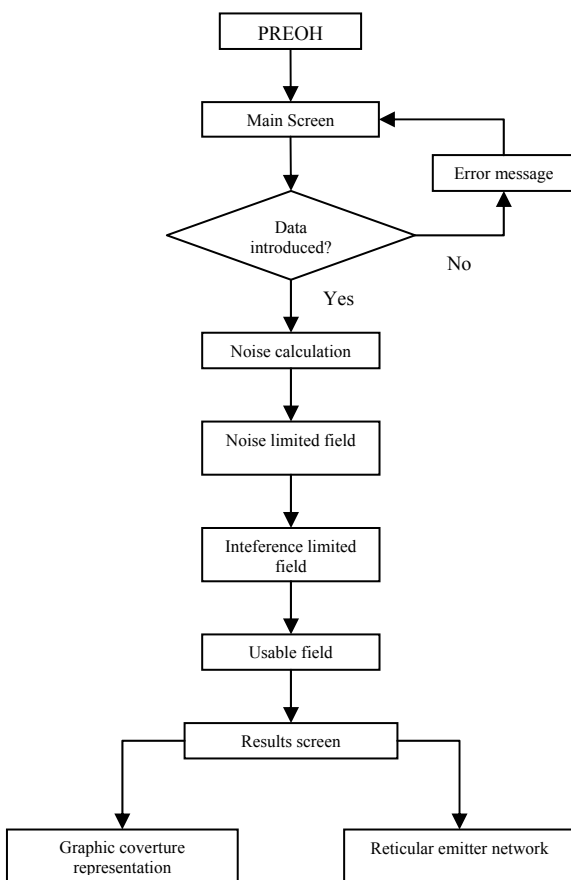 PREOH
Main Screen
Error message
Data
introduced?
No
Yes
Noise calculation
Noise limited field
Inteference limited
field
Usable field
Results screen
Graphic coverture
representation
Reticular emitter network